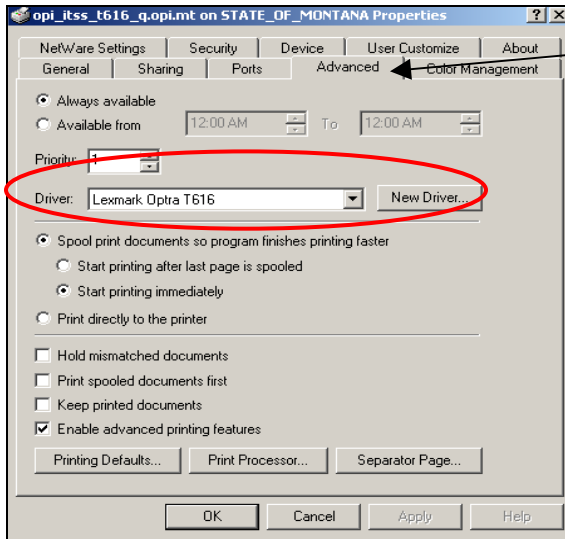 opi_itss_t616_q.opi.mt on STATE_OF_MONTANA Properties
NetWare Settings Security Device User Customize About
General Sharing Ports Advanced Color Management
Always available
Available from 12:00 AM To 12:00 AM
Priority: 1
Driver: Lexmark Optra T616 New Driver...
Spool print documents so program finishes printing faster
Start printing after last page is spooled
Start printing immediately
Print directly to the printer
Hold mismatched documents
Print spooled documents first
Keep printed documents
Enable advanced printing features
Printing Defaults... Print Processor... Separator Page...
OK Cancel Apply Help